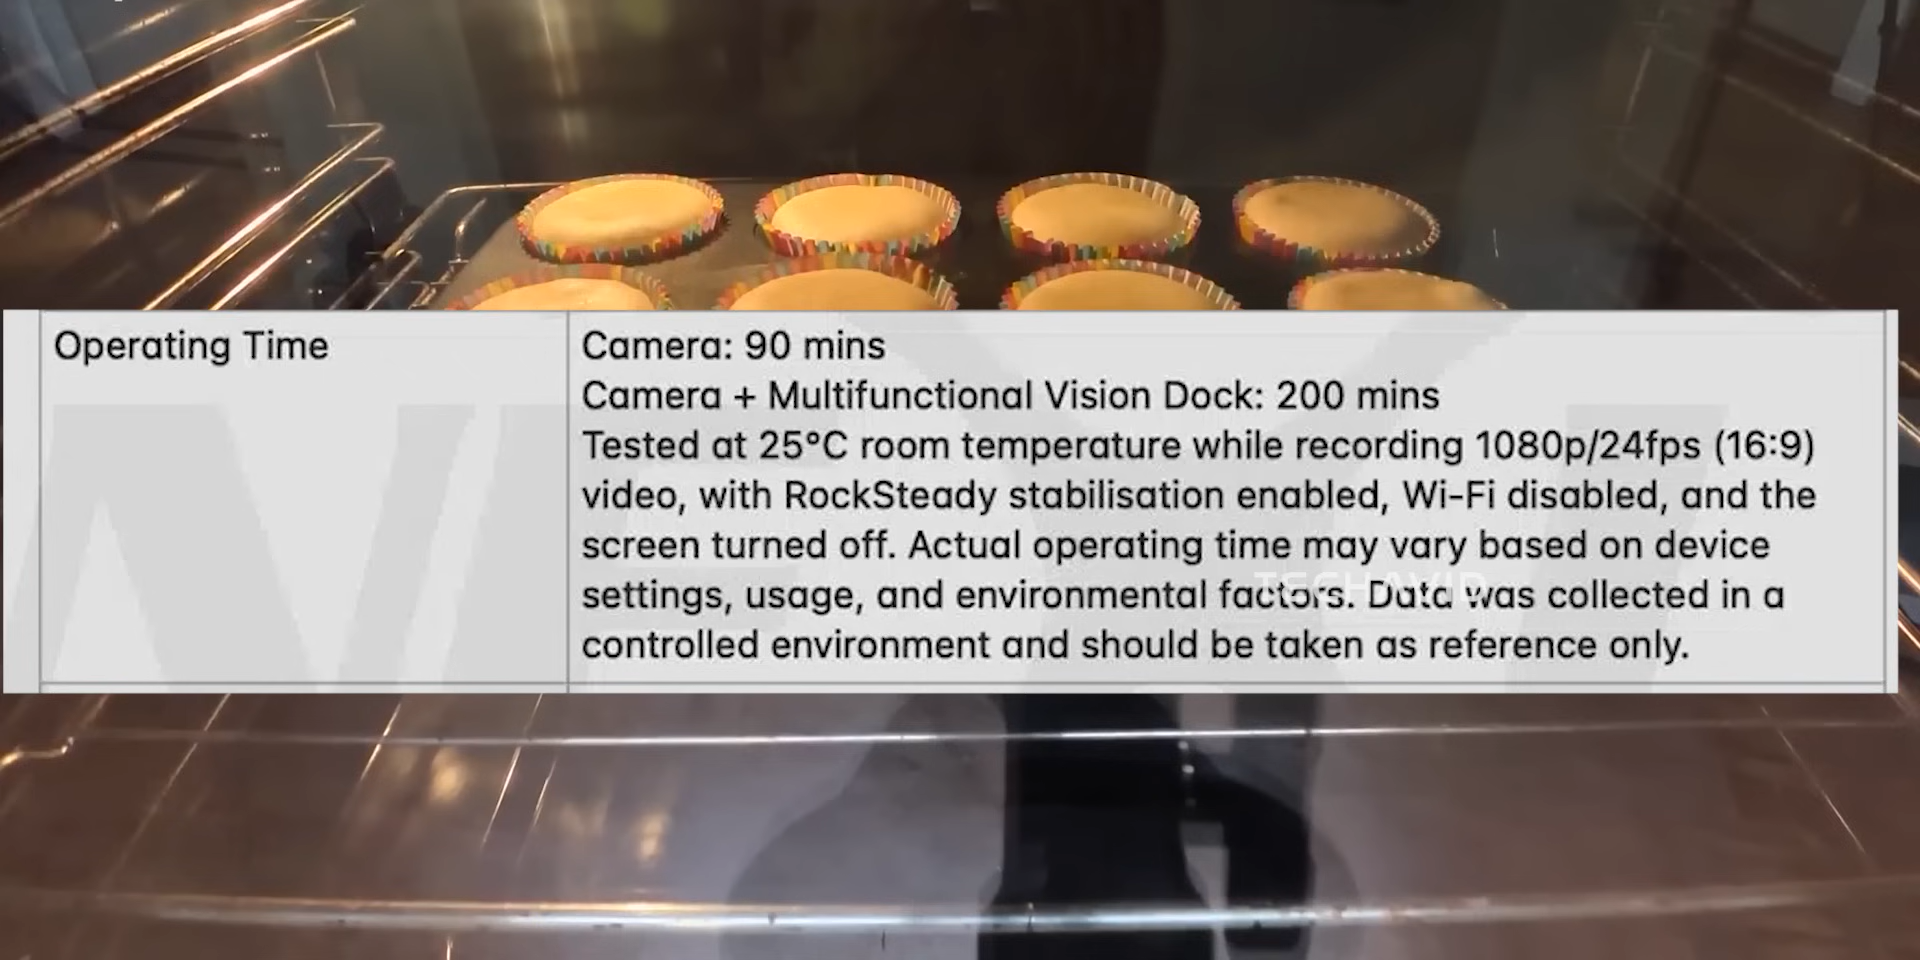 Operating Time
Camera: 90 mins
Camera + Multifunctional Vision Dock: 200 mins
Tested at 25°C room temperature while recording 1080p/24fps (16:9)
video, with RockSteady stabilisation enabled, Wi-Fi disabled, and the
screen turned off. Actual operating time may vary based on device
settings, usage, and environmental factors. Data was collected in a
controlled environment and should be taken as reference only.
TECHAVID